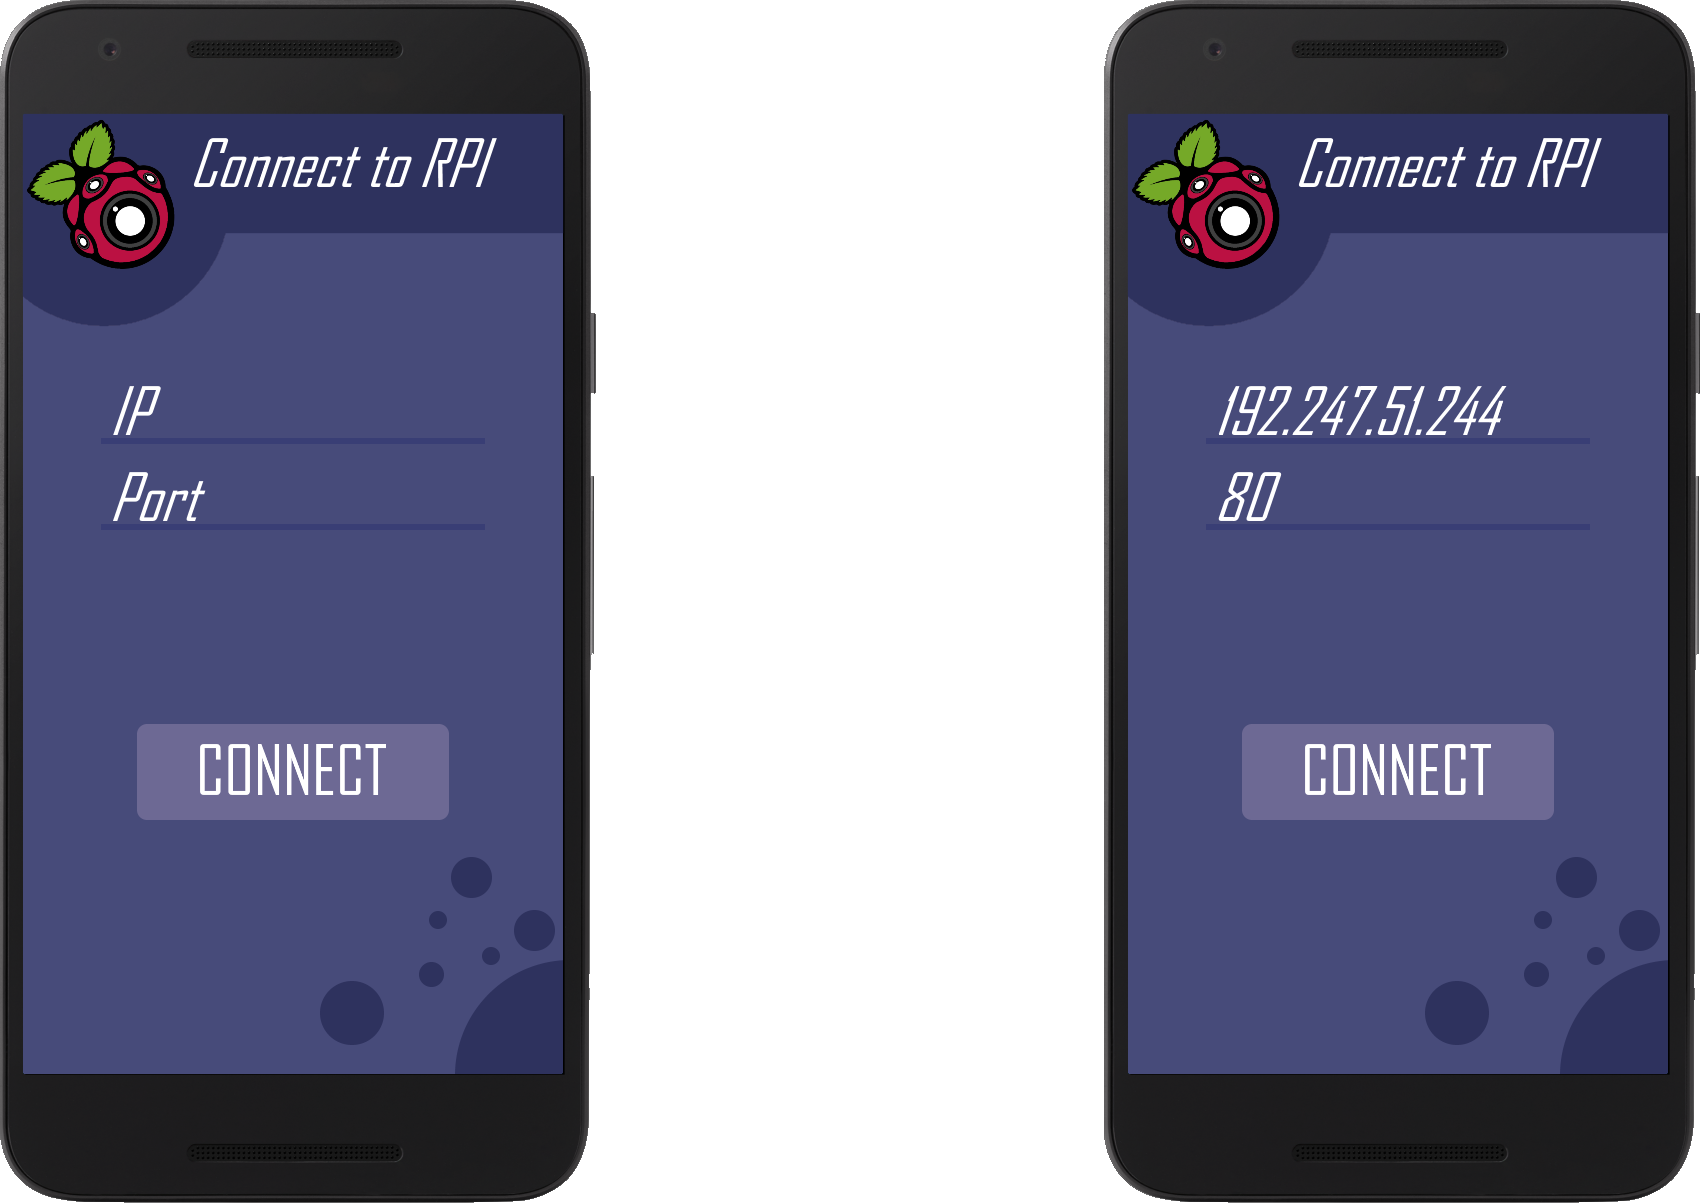 Connect to RPI
IP
Port
CONNECT
Connect to RPI
192.247.51.244
80
CONNECT